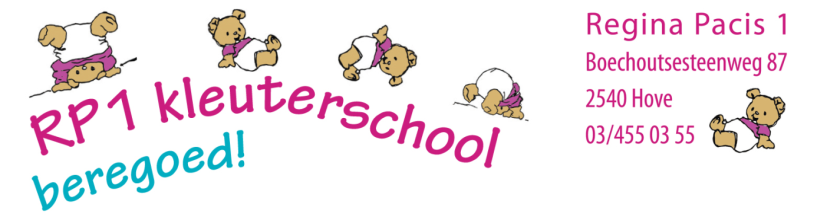 RP1 kleuterschool
beregoed!
Regina Pacis 1
Boechoutsesteenweg 87
2540 Hove
03/455 03 55